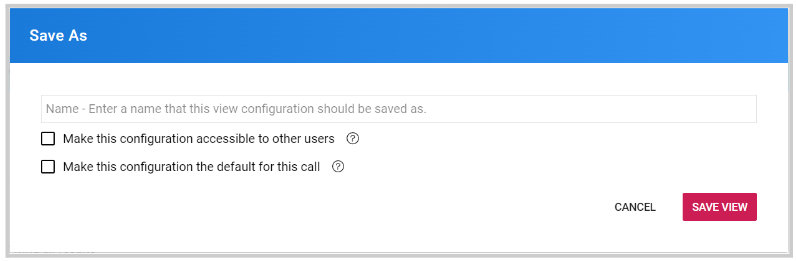 Save As
Name - Enter a name that this view configuration should be saved as.
Make this configuration accessible to other users ?
Make this configuration the default for this call ?
CANCEL SAVE VIEW